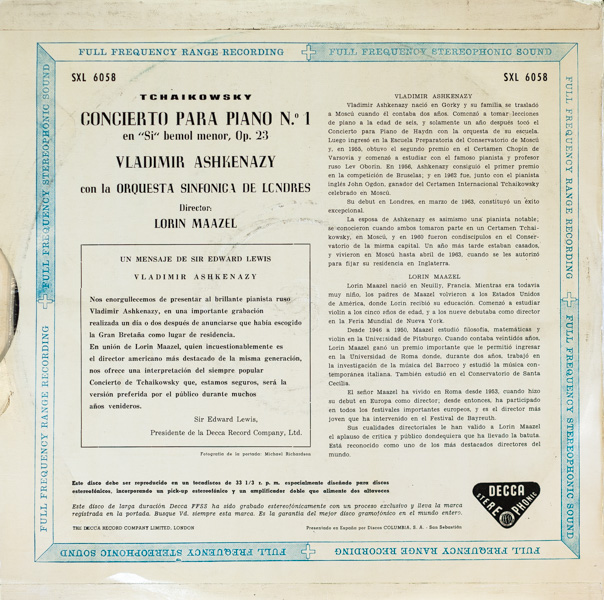 FULL FREQUENCY RANGE RECORDING
FULL FREQUENCY STEREOPHONIC SOUND
SXL 6058
SXL 6058
TCHAIKOWSKY
CONCIERTO PARA PIANO N.º 1
en "Si" bemol menor, Op. 23
VLADIMIR ASHKENAZY
con la ORQUESTA SINFONICA DE LCNDRES
Director:
LORIN MAAZEL
UN MENSAJE DE SIR EDWARD LEWIS
VLADIMIR ASHKENAZY
Nos enorgullecemos de presentar al brillante pianista ruso
Vladimir Ashkenazy, en una importante grabación
realizada un día o dos después de anunciarse que había escogido
la Gran Bretaña como lugar de residencia.
En unión de Lorin Maazel, quien incuestionablemente es
el director americano más destacado de la misma generación,
nos ofrece una interpretación del siempre popular
Concierto de Tchaikowsky que, estamos seguros, será la
versión preferida por el público durante muchos
años venideros.
Sir Edward Lewis,
Presidente de la Decca Record Company, Ltd.
Fotografía de la portada: Michael Richardson
VLADIMIR ASHKENAZY
Vladimir Ashkenazy nació en Gorky y su familia se trasladó
a Moscú cuando él contaba dos años. Comenzó a tomar lecciones
de piano a la edad de seis, y solamente un año después tocó el
Concierto para Piano de Haydn con la orquesta de su escuela.
Luego ingresó en la Escuela Preparatoria del Conservatorio de Moscú
y, en 1955, obtuvo el segundo premio en el Certamen Chopin de
Varsovia y comenzó a estudiar con el famoso pianista y profesor
ruso Lev Oborin. En 1956, Ashkenazy consiguió el primer premio
en la competición de Bruselas; y en 1962 fue, junto con el pianista
inglés John Ogdon, ganador del Certamen Internacional Tchaikowsky
celebrado en Moscú.
Su debut en Londres, en marzo de 1963, constituyó un éxito
excepcional.
La esposa de Ashkenazy es asimismo una pianista notable;
se conocieron cuando ambos tomaron parte en un Certamen Tchai-
kowsky, en Moscú, y en 1960 fueron condiscípulos en el Conser-
vatorio de la misma capital. Un año más tarde estaban casados,
y vivieron en Moscú hasta abril de 1963, cuando se les autorizó
para fijar su residencia en Inglaterra.
LORIN MAAZEL
Lorin Maazel nació en Neuilly, Francia. Mientras era todavía
muy niño, los padres de Maazel volvieron a los Estados Unidos
de América, donde Lorin recibió su educación. Comenzó a estudiar
violín a los cinco años de edad, y a los nueve debutaba como director
en la Feria Mundial de Nueva York.
Desde 1946 a 1950, Maazel estudió filosofía, matemáticas y
violín en la Universidad de Pitsburgo. Cuando contaba veintidós años,
Lorin Maazel ganó un premio importante que le permitió ingresar
en la Universidad de Roma donde, durante dos años, trabajó en
la investigación de la música del Barroco y estudió la música con-
temporánea italiana. También estudió en el Conservatorio de Santa
Cecilia.
El señor Maazel ha vivido en Roma desde 1953, cuando hizo
su debut en Europa como director; desde entonces, ha participado
en todos los festivales importantes europeos, y es el director más
joven que ha intervenido en el Festival de Bayreuth.
Sus cualidades directoriales le han valido a Lorin Maazel
el aplauso de crítica y público dondequiera que ha llevado la batuta.
Está reconocido como uno de los más destacados directores del
mundo.
Este disco debe ser reproducido en un tocadiscos de 33 1/3 r. p. m. especialmente diseñado para discos
estereofónicos, incorporando un pick-up estereofónico y un amplificador doble que alimente dos altavoces
Este disco de larga duración Decca FFSS ha sido grabado estereofónicamente con un proceso exclusivo y lleva la marca
registrada en la portada. Busque Vd. siempre esta marca. Es la garantía del mejor disco gramofónico en el mundo entero.
THE DECCA RECORD COMPANY LIMITED, LONDON
Presentado en España por Discos COLUMBIA, S. A. - San Sebastián
DECCA
STEREOPHONIC
FULL FREQUENCY STEREOPHONIC SOUND
FULL FREQUENCY RANGE RECORDING
FULL FREQUENCY RANGE RECORDING
FULL FREQUENCY STEREOPHONIC SOUND
FULL FREQUENCY STEREOPHONIC SOUND
FULL FREQUENCY RANGE RECORDING